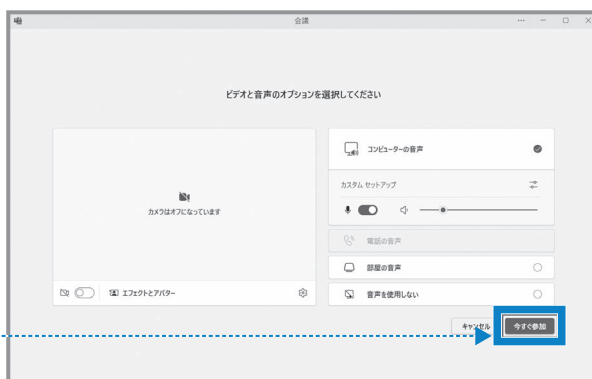 会議
ビデオと音声のオプションを選択してください
コンピューターの音声
カスタム セットアップ
カメラはオフになっています
電話の音声
部屋の音声
エフェクトとアバター
音声を使用しない
キャンセル
今すぐ参加